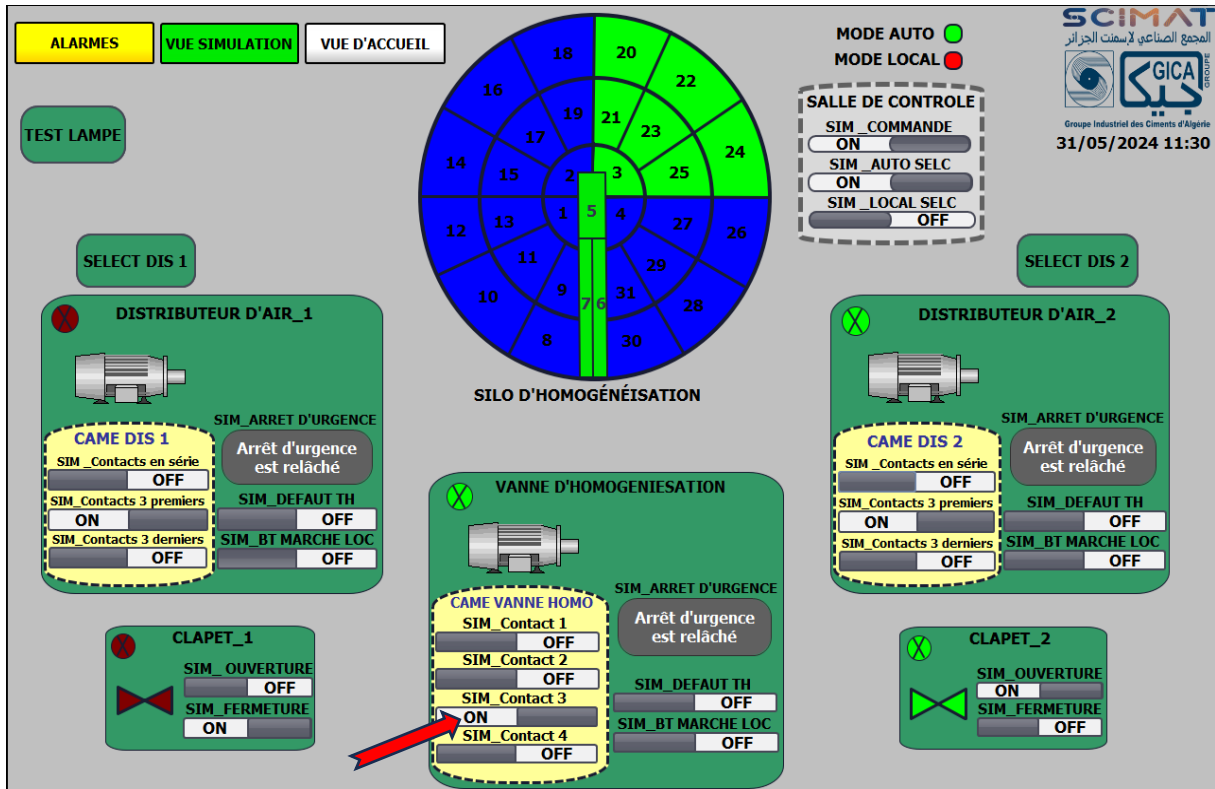 ALARMES
VUE SIMULATION
VUE D'ACCUEIL
MODE AUTO
MODE LOCAL
SCIMAT
المجمع الصناعي لإسمنت الجزائر
GICA
جيكا
GROUPE
Groupe Industriel des Ciments d'Algérie
31/05/2024 11:30
TEST LAMPE
SALLE DE CONTROLE
SIM _COMMANDE
ON
SIM _AUTO SELC
ON
SIM _LOCAL SELC
OFF
18
20
16
22
19
21
17
23
14
24
15
2
3
25
12
13
1
5
4
27
26
11
29
10
9
7
6
31
28
8
30
SILO D'HOMOGÉNÉISATION
SELECT DIS 1
SELECT DIS 2
DISTRIBUTEUR D'AIR_1
SIM_ARRET D'URGENCE
Arrêt d'urgence
est relâché
CAME DIS 1
SIM _Contacts en série
OFF
SIM_Contacts 3 premiers
ON
SIM_Contacts 3 derniers
OFF
SIM_DEFAUT TH
OFF
SIM_BT MARCHE LOC
OFF
DISTRIBUTEUR D'AIR_2
SIM_ARRET D'URGENCE
Arrêt d'urgence
est relâché
CAME DIS 2
SIM _Contacts en série
OFF
SIM_Contacts 3 premiers
ON
SIM_Contacts 3 derniers
OFF
SIM_DEFAUT TH
OFF
SIM_BT MARCHE LOC
OFF
VANNE D'HOMOGENIESATION
SIM_ARRET D'URGENCE
Arrêt d'urgence
est relâché
CAME VANNE HOMO
SIM_Contact 1
OFF
SIM_Contact 2
OFF
SIM_Contact 3
ON
SIM_Contact 4
OFF
SIM_DEFAUT TH
OFF
SIM_BT MARCHE LOC
OFF
CLAPET_1
SIM_ OUVERTURE
OFF
SIM_FERMETURE
ON
CLAPET_2
SIM_OUVERTURE
ON
SIM_FERMETURE
OFF